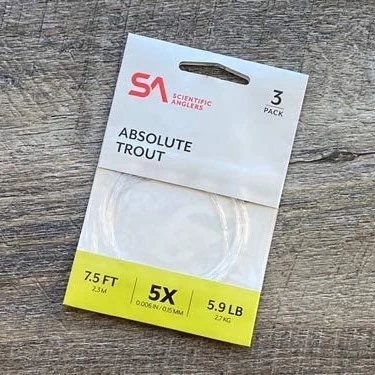 SA
SCIENTIFIC
ANGLERS
3
PACK
ABSOLUTE
TROUT
7.5 FT
2,3 M
5X
0.006 IN / 0.15 MM
5.9 LB
2,7 KG